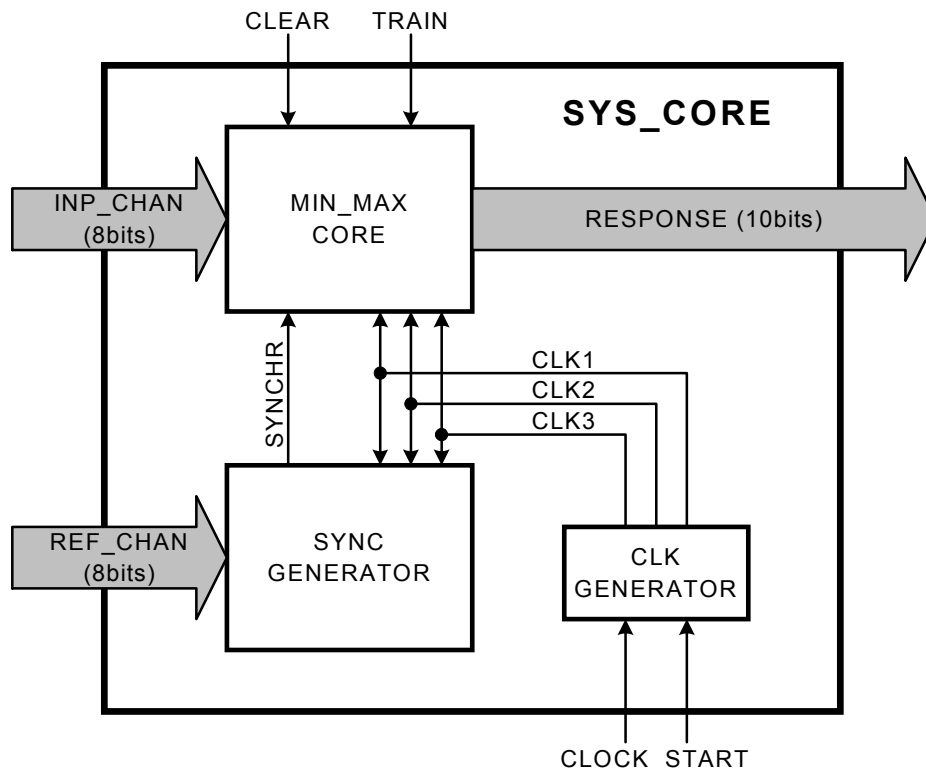 CLEAR
TRAIN
SYS_CORE
INP_CHAN
(8bits)
MIN_MAX
CORE
RESPONSE (10bits)
SYNCHR
CLK1
CLK2
CLK3
REF_CHAN
(8bits)
SYNC
GENERATOR
CLK
GENERATOR
CLOCK
START